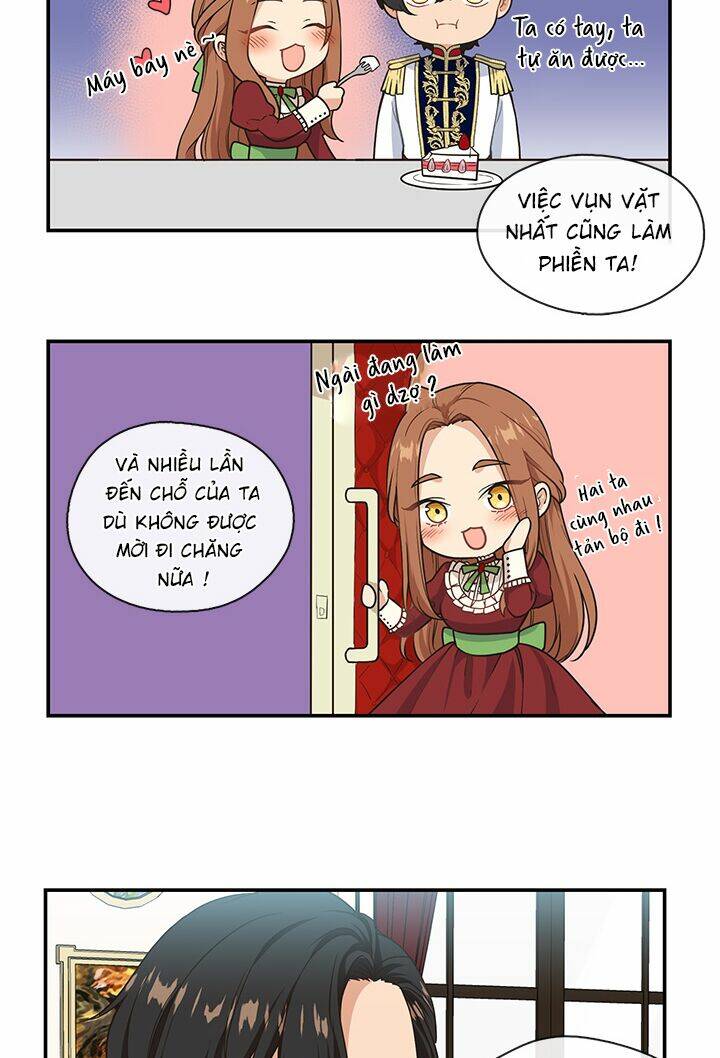 Máy bay nè ~
Ta có tay, ta
tự ăn được...
VIỆC VỤN VẶT
NHẤT CŨNG LÀM
PHIỀN TA!
Ngài đang làm
gì dzợ ?
VÀ NHIỀU LẦN
ĐẾN CHỖ CỦA TA
DÙ KHÔNG ĐƯỢC
MỜI ĐI CHĂNG
NỮA !
Hai ta
cùng nhau
tản bộ đi !